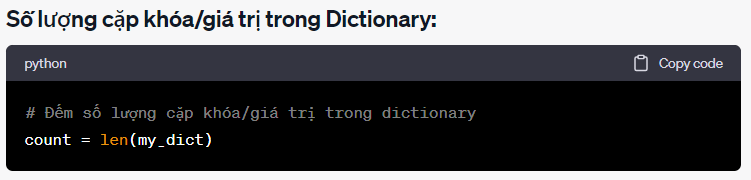 Số lượng cặp khóa/giá trị trong Dictionary:
python Copy code
# Đếm số lượng cặp khóa/giá trị trong dictionary
count = len(my_dict)